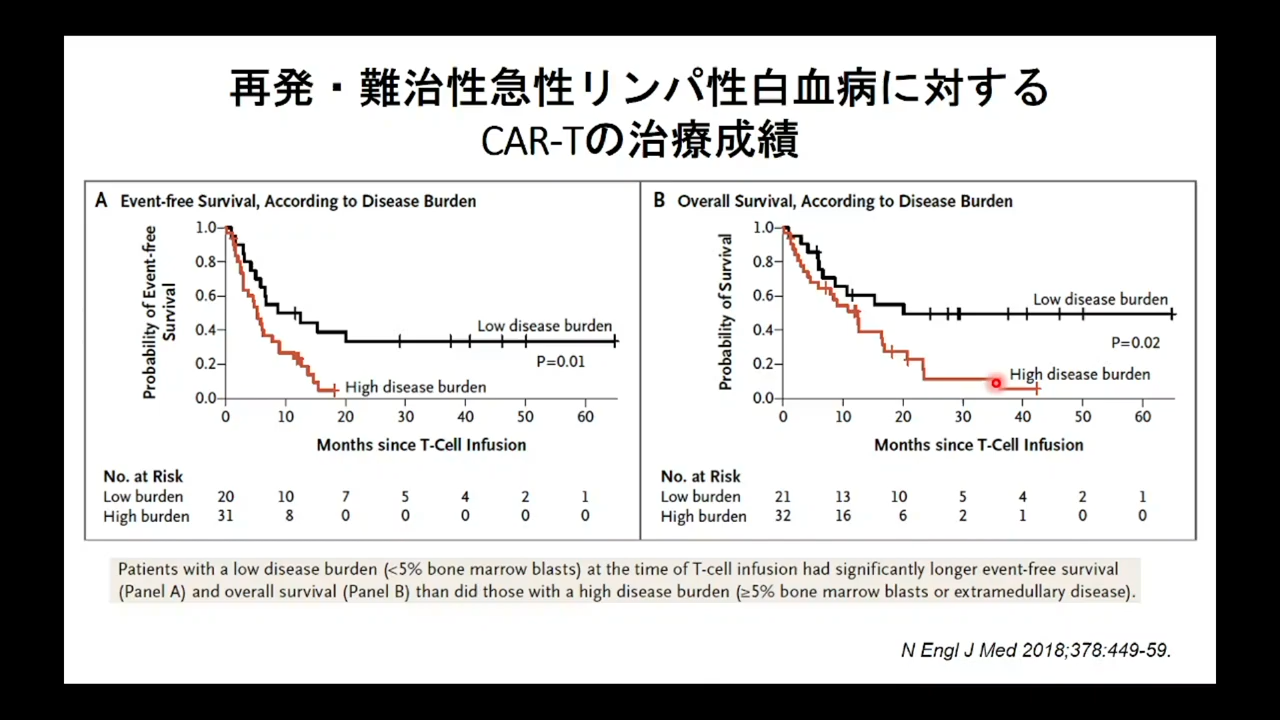 再発・難治性急性リンパ性白血病に対する
CAR-Tの治療成績
A Event-free Survival, According to Disease Burden
Probability of Event-free
Survival
1.0
0.8
0.6
0.4
0.2
0.0
Low disease burden
P=0.01
High disease burden
0 10 20 30 40 50 60
Months since T-Cell Infusion
No. at Risk
Low burden 20 10 7 5 4 2 1
High burden 31 8 0 0 0 0 0
B Overall Survival, According to Disease Burden
Probability of Survival
1.0
0.8
0.6
0.4
0.2
0.0
Low disease burden
P=0.02
High disease burden
0 10 20 30 40 50 60
Months since T-Cell Infusion
No. at Risk
Low burden 21 13 10 5 4 2 1
High burden 32 16 6 2 1 0 0
Patients with a low disease burden (<5% bone marrow blasts) at the time of T-cell infusion had significantly longer event-free survival
(Panel A) and overall survival (Panel B) than did those with a high disease burden (≥5% bone marrow blasts or extramedullary disease).
N Engl J Med 2018;378:449-59.